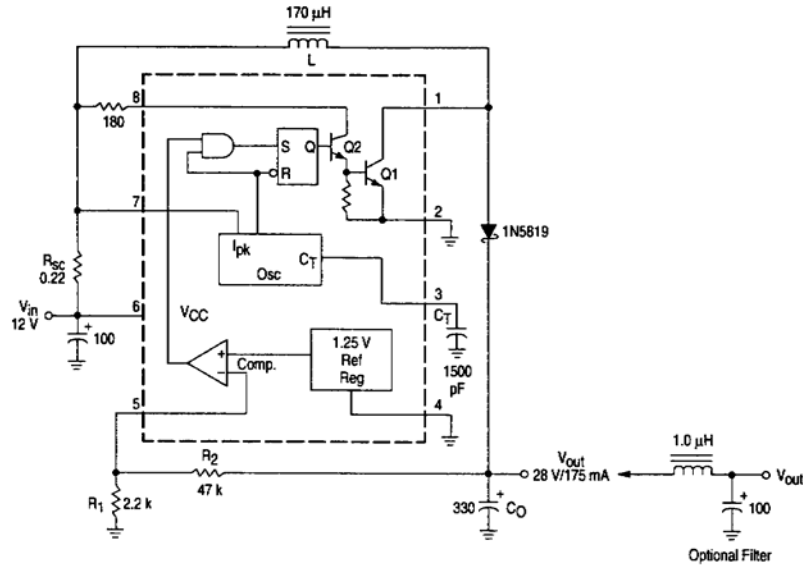 170 μH
L
8
1
180
S
Q
Q2
R
Q1
7
2
Ipk
CT
Osc
1N5819
Rsc
0.22
3
CT
Vin
12 V
6
VCC
100
1500
pF
Comp.
1.25 V
Ref
Reg
5
4
1.0 μH
R2
47 k
Vout
28 V/175 mA
Vout
R1
2.2 k
330
CO
100
Optional Filter